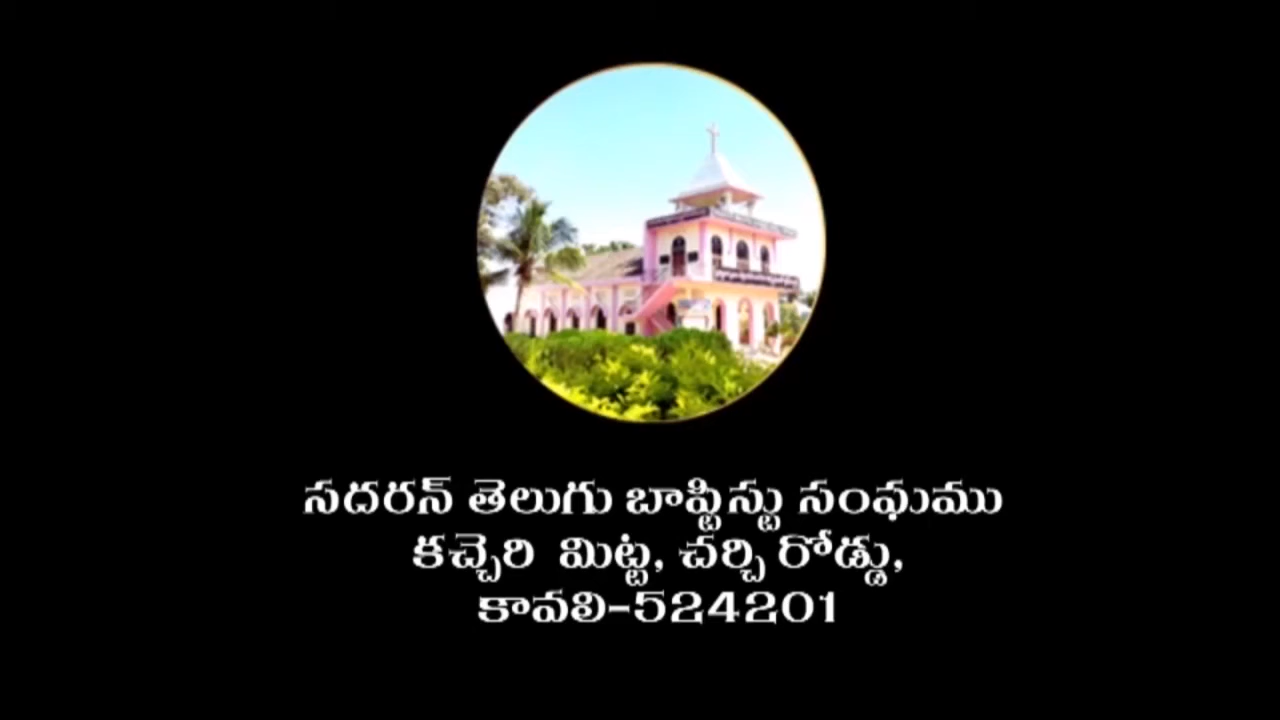 సదరన్ తెలుగు బాప్టిస్టు సంఘము
కచ్చెరి మిట్ట, చర్చి రోడ్డు,
కావలి-524201